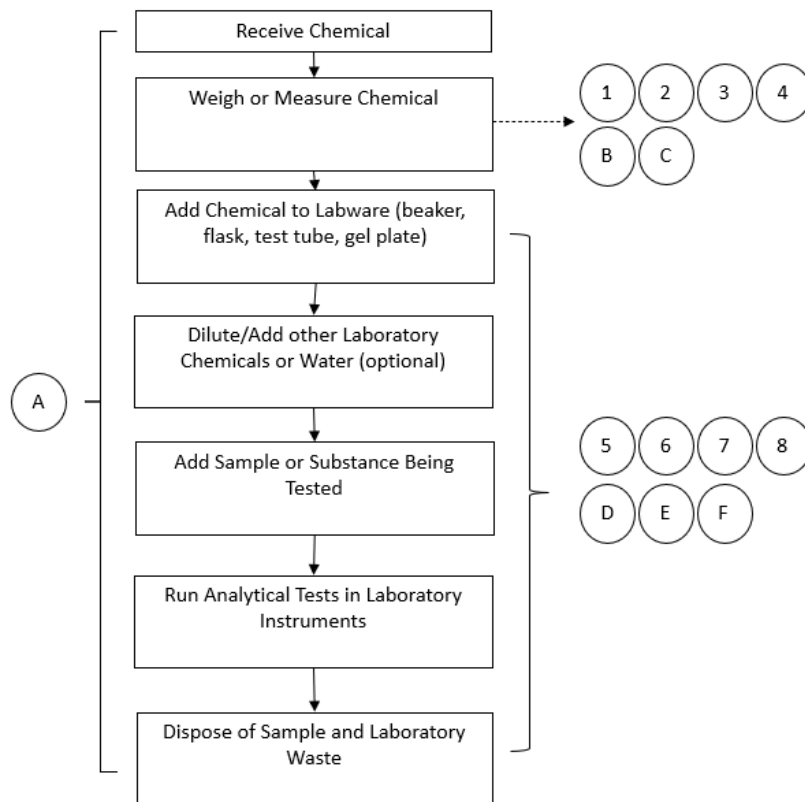 Receive Chemical
Weigh or Measure Chemical
1 2 3 4
B C
Add Chemical to Labware (beaker,
flask, test tube, gel plate)
Dilute/Add other Laboratory
Chemicals or Water (optional)
A
5 6 7 8
Add Sample or Substance Being
Tested
D E F
Run Analytical Tests in Laboratory
Instruments
Dispose of Sample and Laboratory
Waste